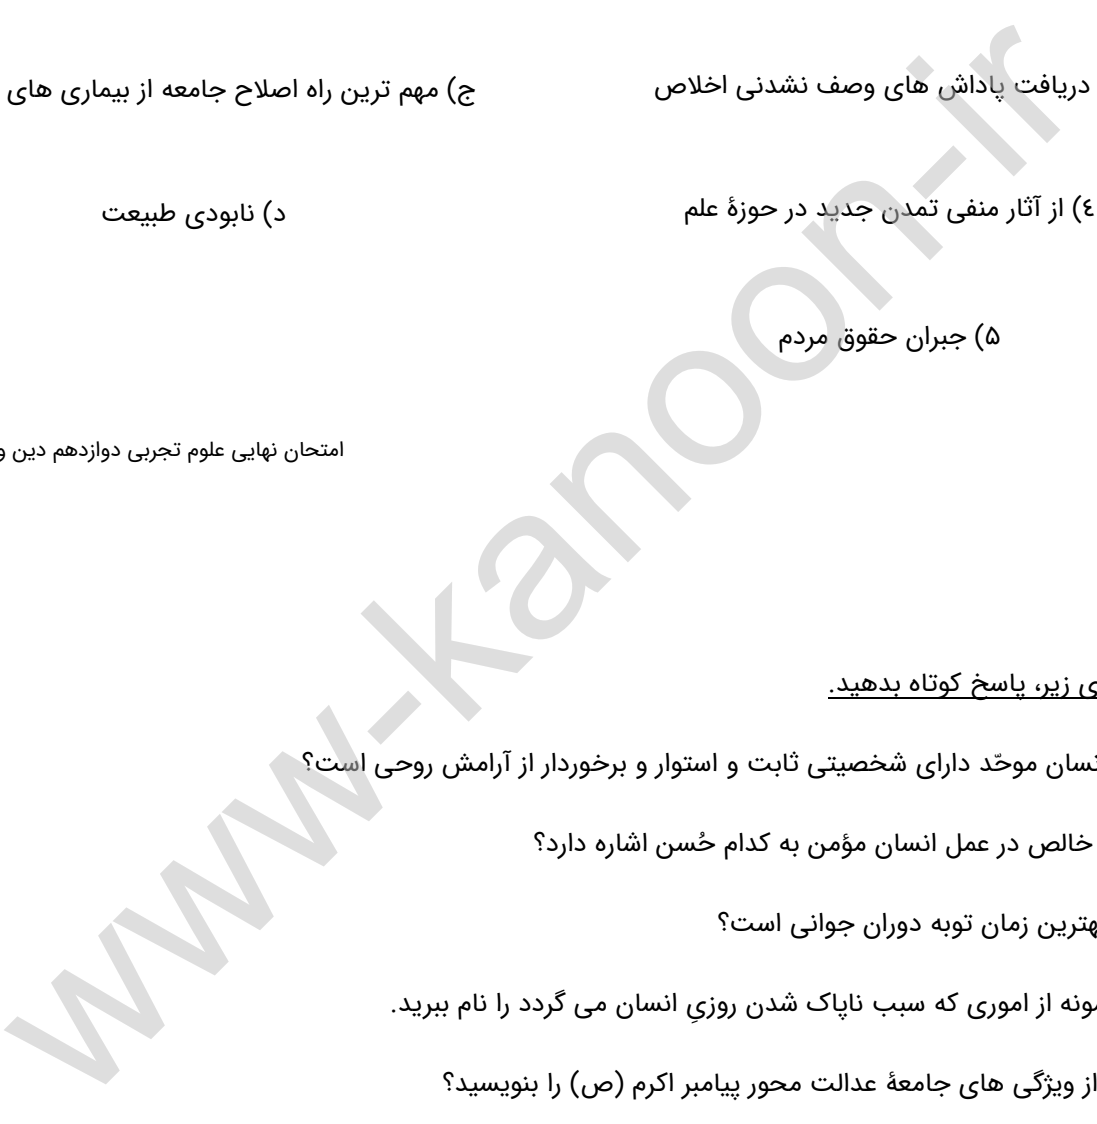 دریافت پاداش های وصف نشدنی اخلاص ج) مهم ترین راه اصلاح جامعه از بیماری های
٤) از آثار منفی تمدن جدید در حوزهٔ علم د) نابودی طبیعت
۵) جبران حقوق مردم
امتحان نهایی علوم تجربی دوازدهم دین و
ی زیر، پاسخ کوتاه بدهید.
نسان موحّد دارای شخصیتی ثابت و استوار و برخوردار از آرامش روحی است؟
خالص در عمل انسان مؤمن به کدام حُسن اشاره دارد؟
هترین زمان توبه دوران جوانی است؟
مونه از اموری که سبب ناپاک شدن روزیِ انسان می گردد را نام ببرید.
از ویژگی های جامعهٔ عدالت محور پیامبر اکرم (ص) را بنویسید؟
www-kanoon-ir